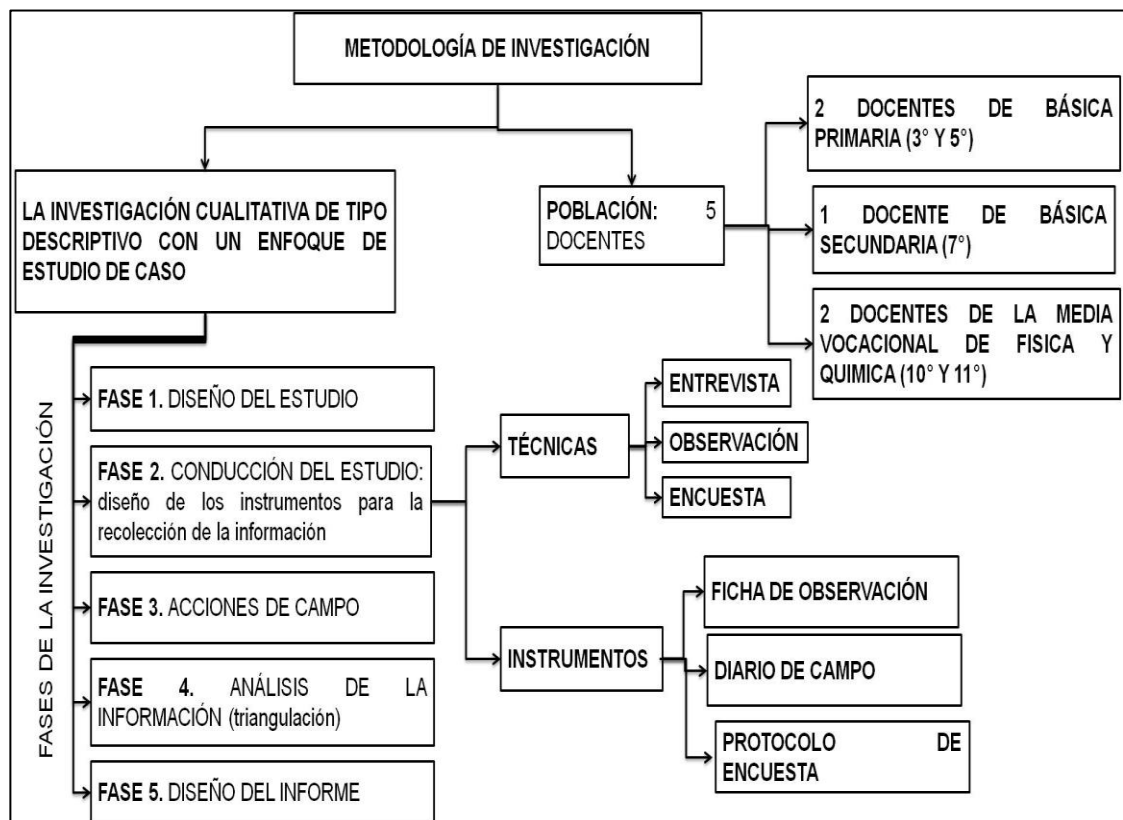 METODOLOGÍA DE INVESTIGACIÓN
LA INVESTIGACIÓN CUALITATIVA DE TIPO
DESCRIPTIVO CON UN ENFOQUE DE
ESTUDIO DE CASO
POBLACIÓN: 5
DOCENTES
2 DOCENTES DE BÁSICA
PRIMARIA (3° Y 5°)
1 DOCENTE DE BÁSICA
SECUNDARIA (7°)
2 DOCENTES DE LA MEDIA
VOCACIONAL DE FISICA Y
QUIMICA (10° Y 11°)
FASES DE LA INVESTIGACIÓN
FASE 1. DISEÑO DEL ESTUDIO
FASE 2. CONDUCCIÓN DEL ESTUDIO:
diseño de los instrumentos para la
recolección de la información
FASE 3. ACCIONES DE CAMPO
FASE 4. ANÁLISIS DE LA
INFORMACIÓN (triangulación)
FASE 5. DISEÑO DEL INFORME
TÉCNICAS
ENTREVISTA
OBSERVACIÓN
ENCUESTA
INSTRUMENTOS
FICHA DE OBSERVACIÓN
DIARIO DE CAMPO
PROTOCOLO DE
ENCUESTA